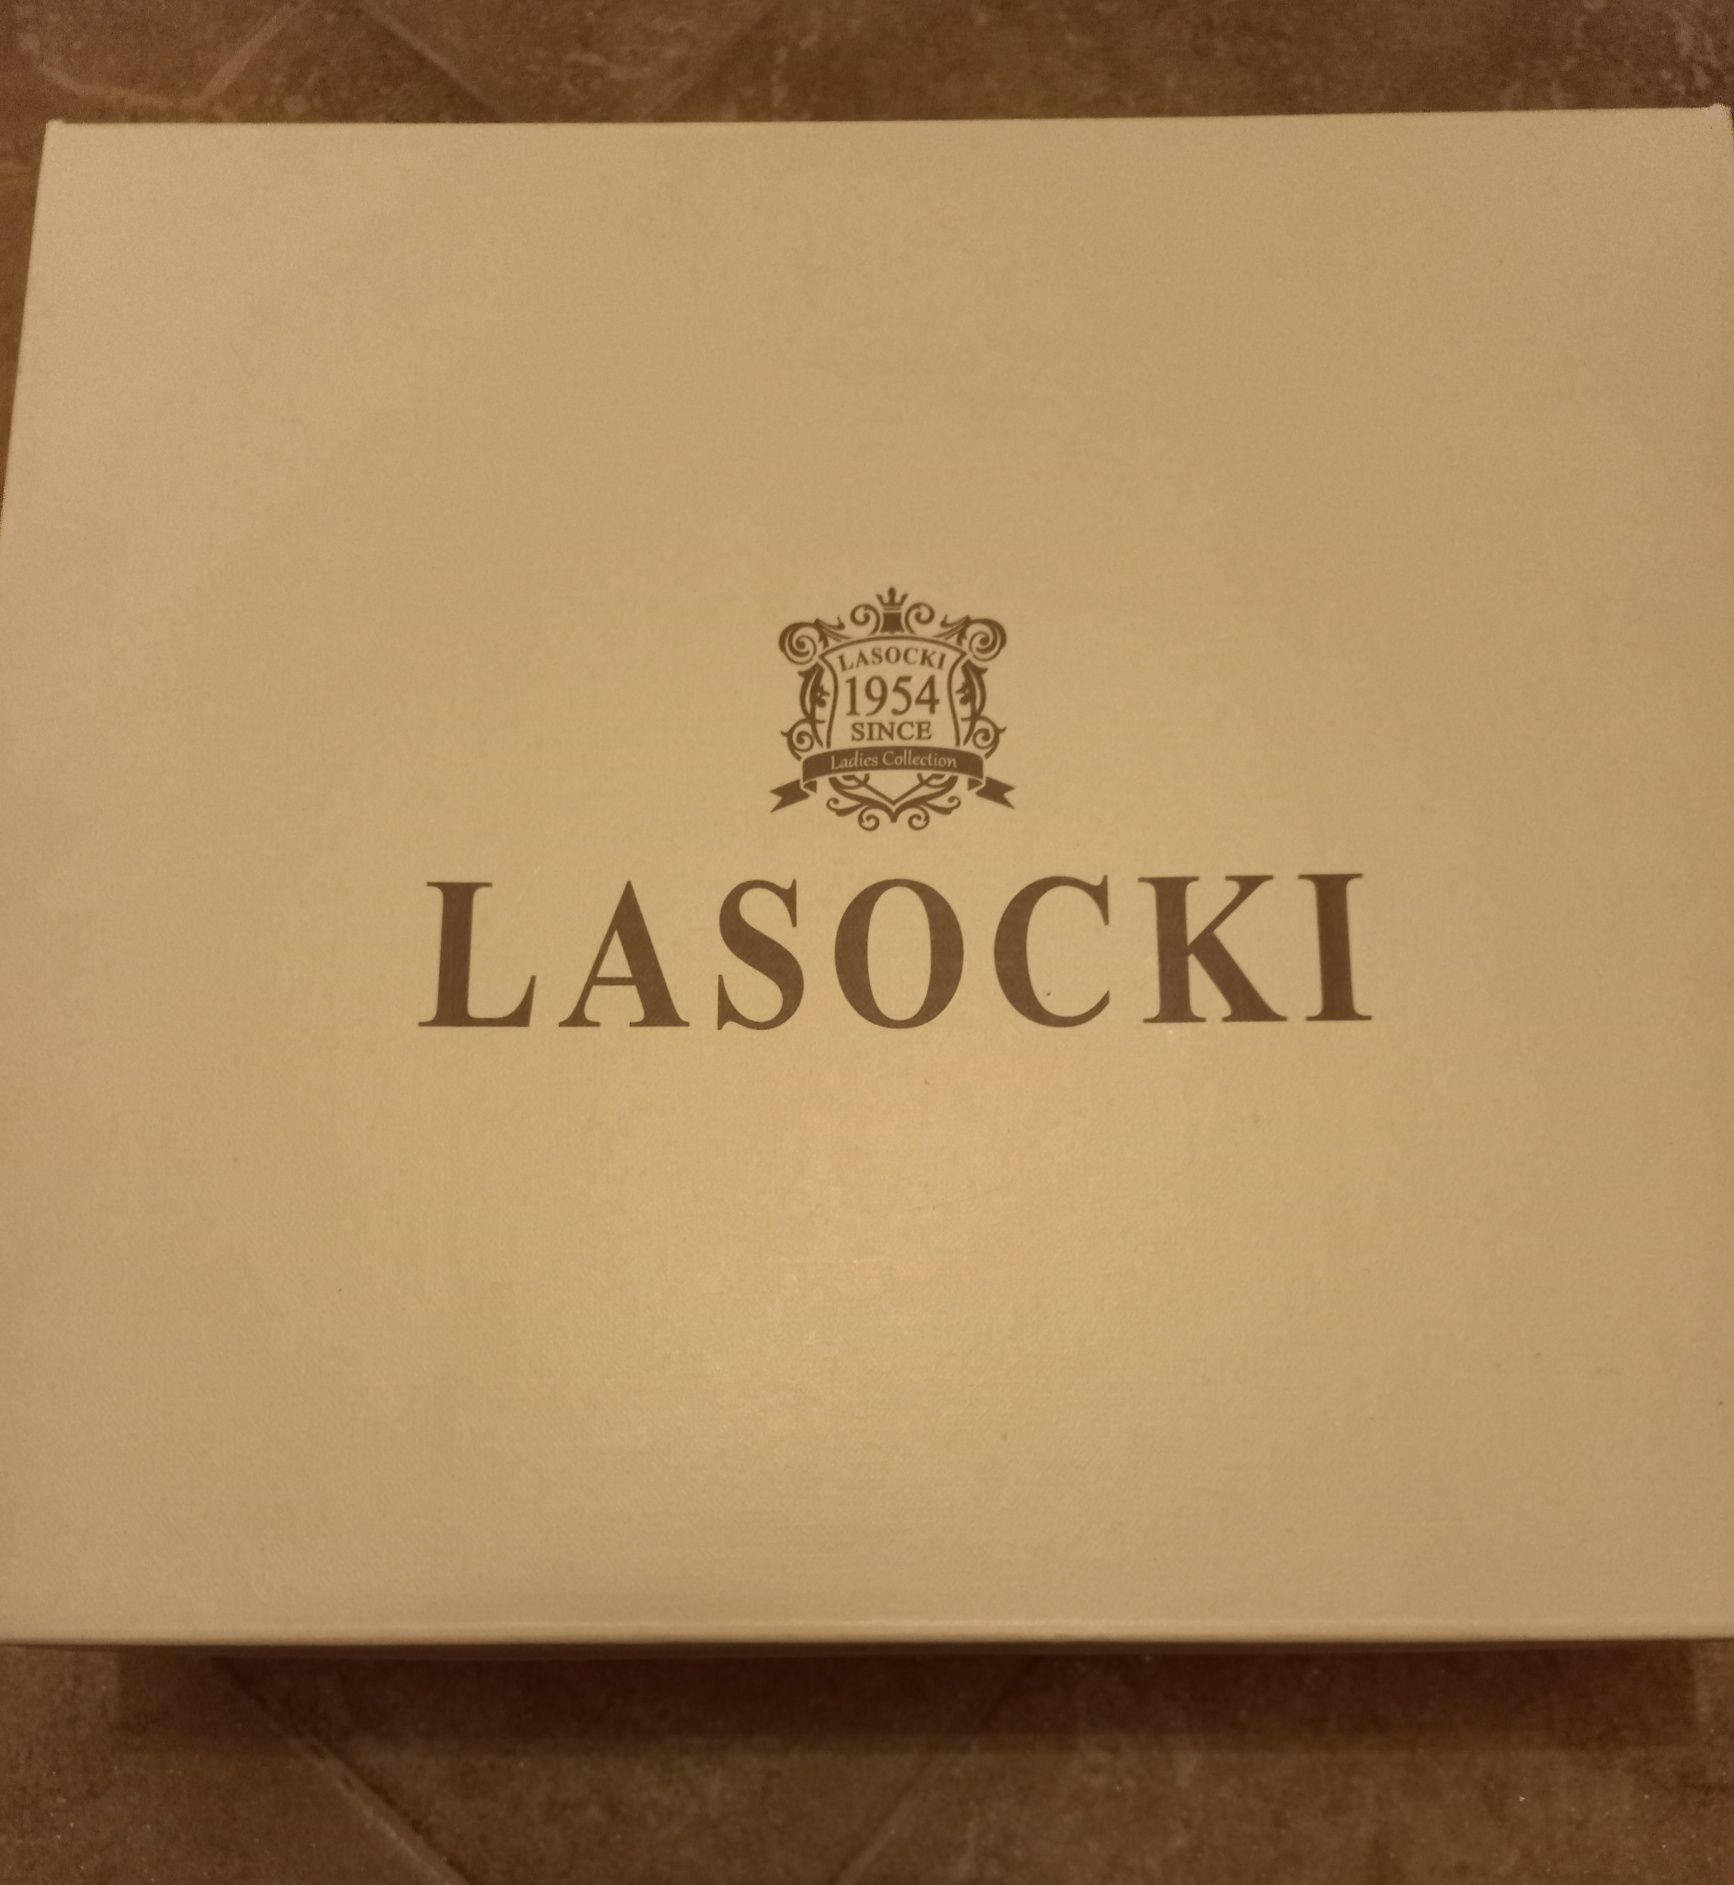 LASOCKI
1954
SINCE
Ladies Collection
LASOCKI